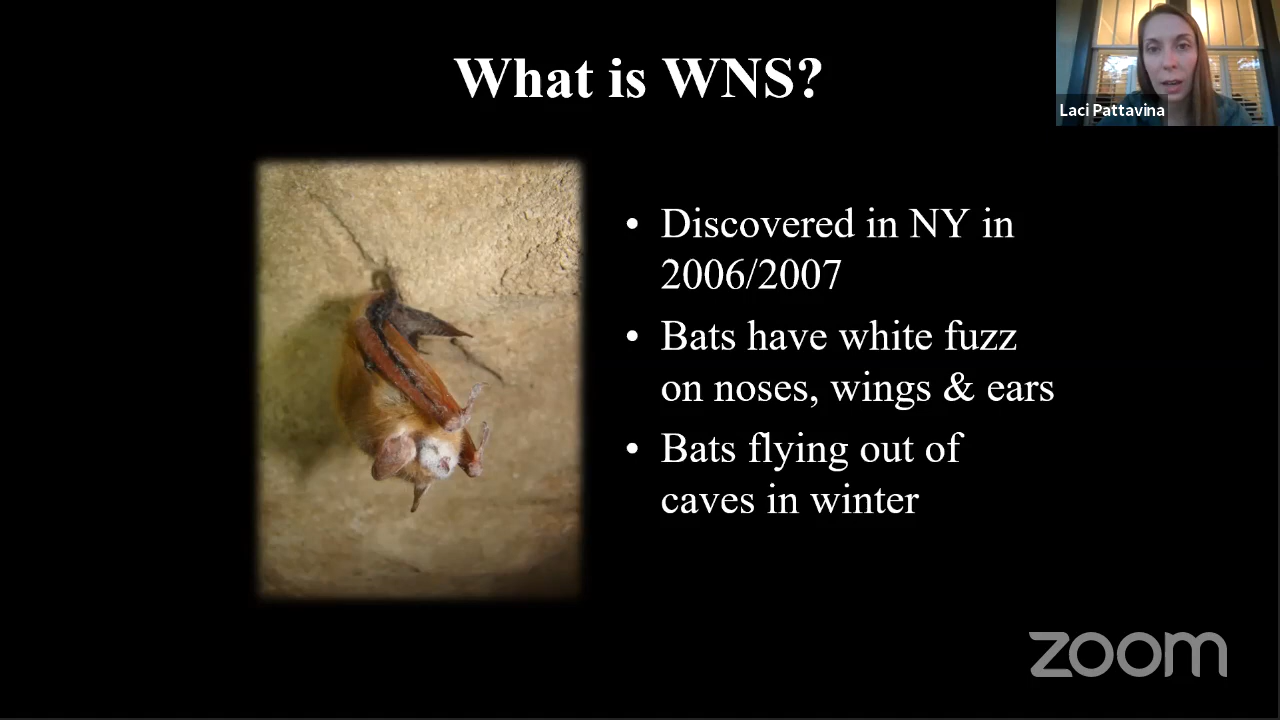 What is WNS?
Laci Pattavina
• Discovered in NY in
2006/2007
• Bats have white fuzz
on noses, wings & ears
• Bats flying out of
caves in winter
zoom